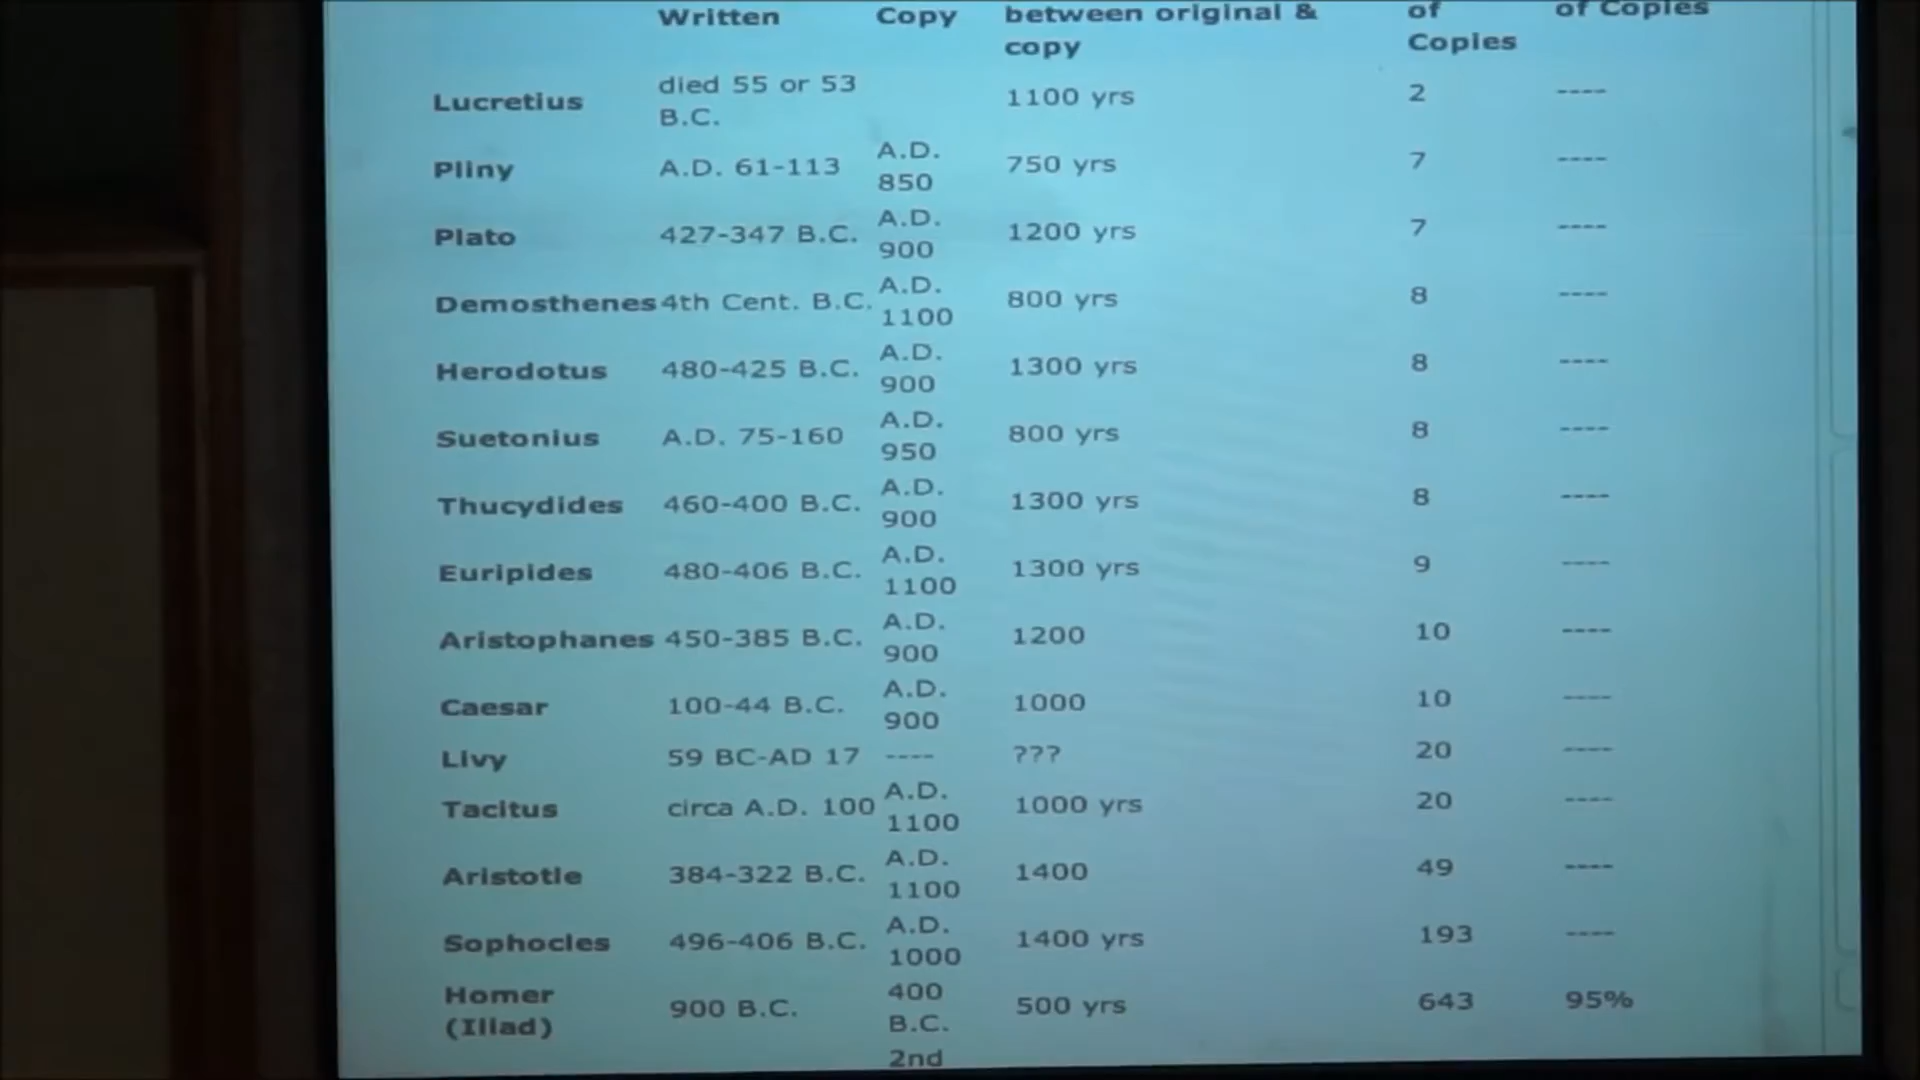 Written Copy between original & of of Copies
copy Copies
Lucretius died 55 or 53 B.C. 1100 yrs 2 ----
Pliny A.D. 61-113 A.D. 850 750 yrs 7 ----
Plato 427-347 B.C. A.D. 900 1200 yrs 7 ----
Demosthenes 4th Cent. B.C. A.D. 1100 800 yrs 8 ----
Herodotus 480-425 B.C. A.D. 900 1300 yrs 8 ----
Suetonius A.D. 75-160 A.D. 950 800 yrs 8 ----
Thucydides 460-400 B.C. A.D. 900 1300 yrs 8 ----
Euripides 480-406 B.C. A.D. 1100 1300 yrs 9 ----
Aristophanes 450-385 B.C. A.D. 900 1200 10 ----
Caesar 100-44 B.C. A.D. 900 1000 10 ----
Livy 59 BC-AD 17 ---- ??? 20 ----
Tacitus circa A.D. 100 A.D. 1100 1000 yrs 20 ----
Aristotle 384-322 B.C. A.D. 1100 1400 49 ----
Sophocles 496-406 B.C. A.D. 1000 1400 yrs 193 ----
Homer (Iliad) 900 B.C. 400 B.C. 500 yrs 643 95%
2nd